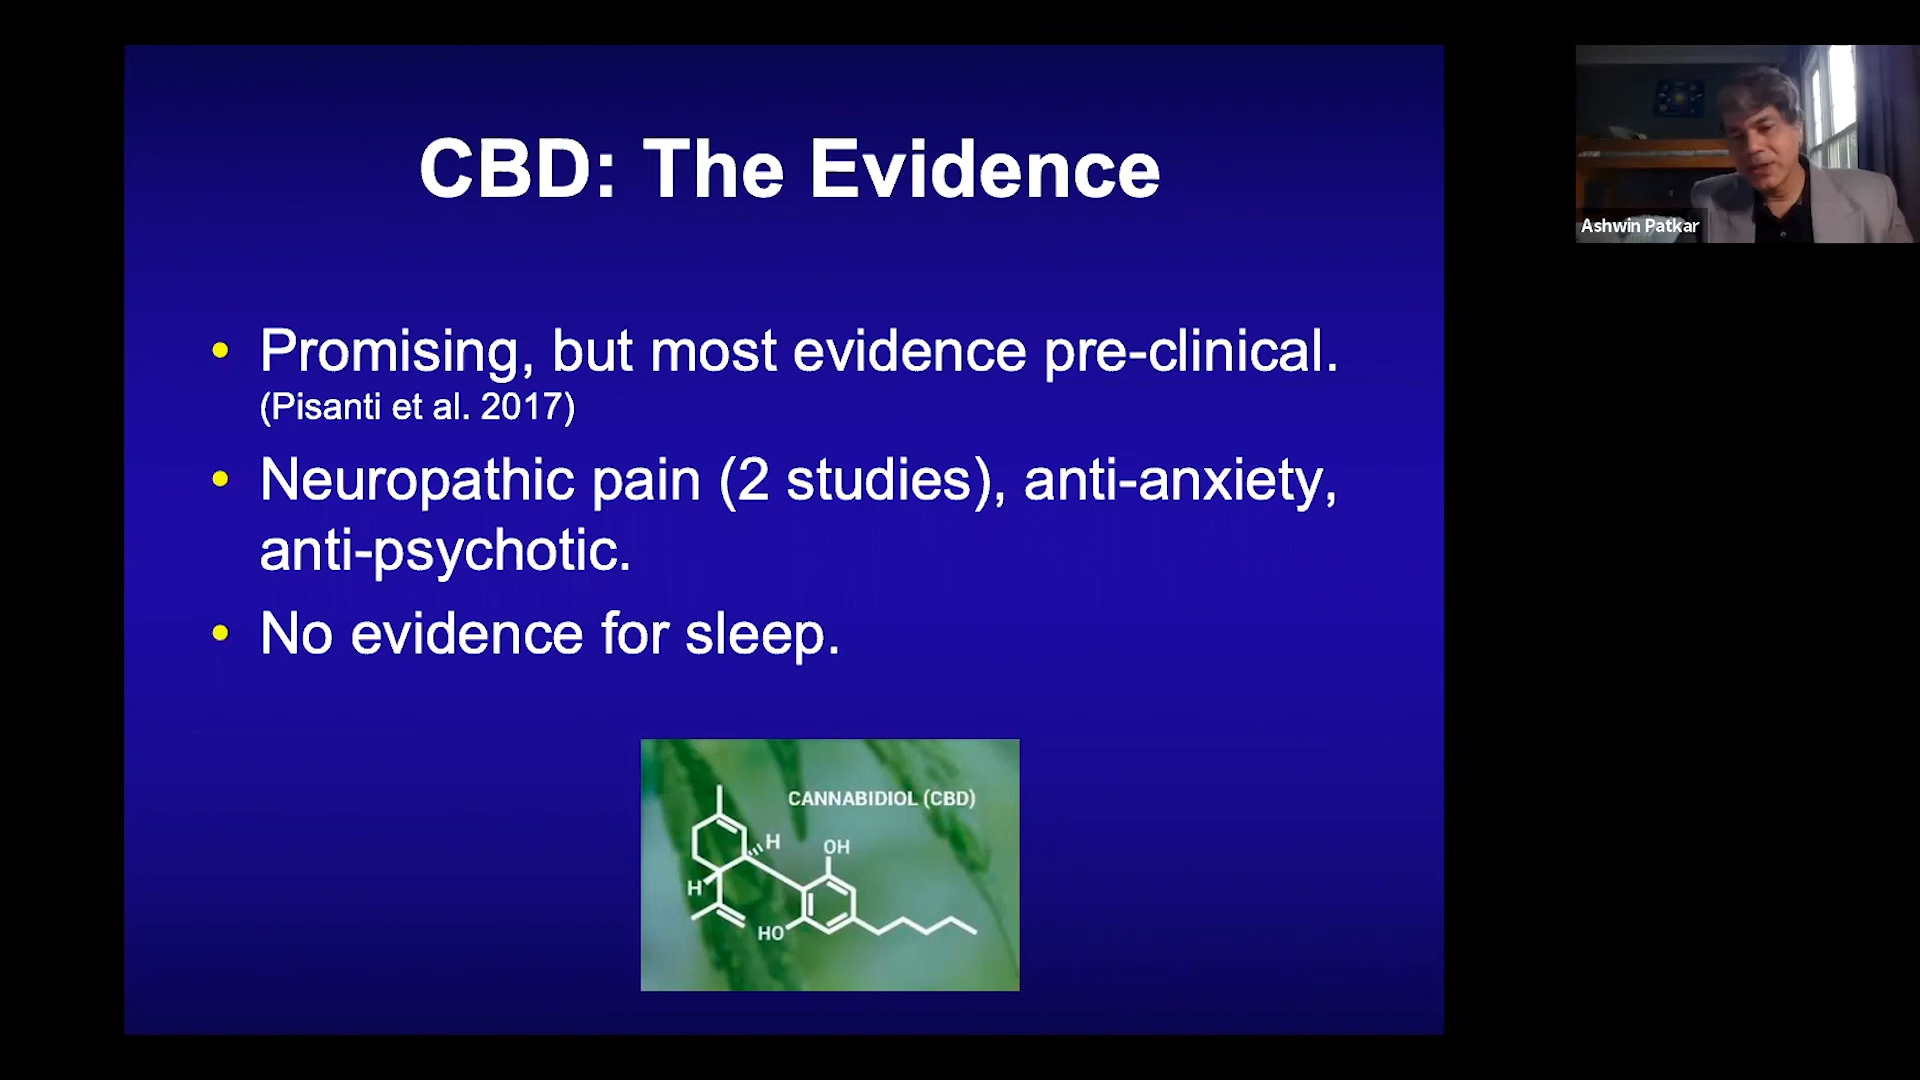 CBD: The Evidence
Ashwin Patkar
• Promising, but most evidence pre-clinical.
(Pisanti et al. 2017)
• Neuropathic pain (2 studies), anti-anxiety,
anti-psychotic.
• No evidence for sleep.
CANNABIDIOL (CBD)
H
OH
H
HO